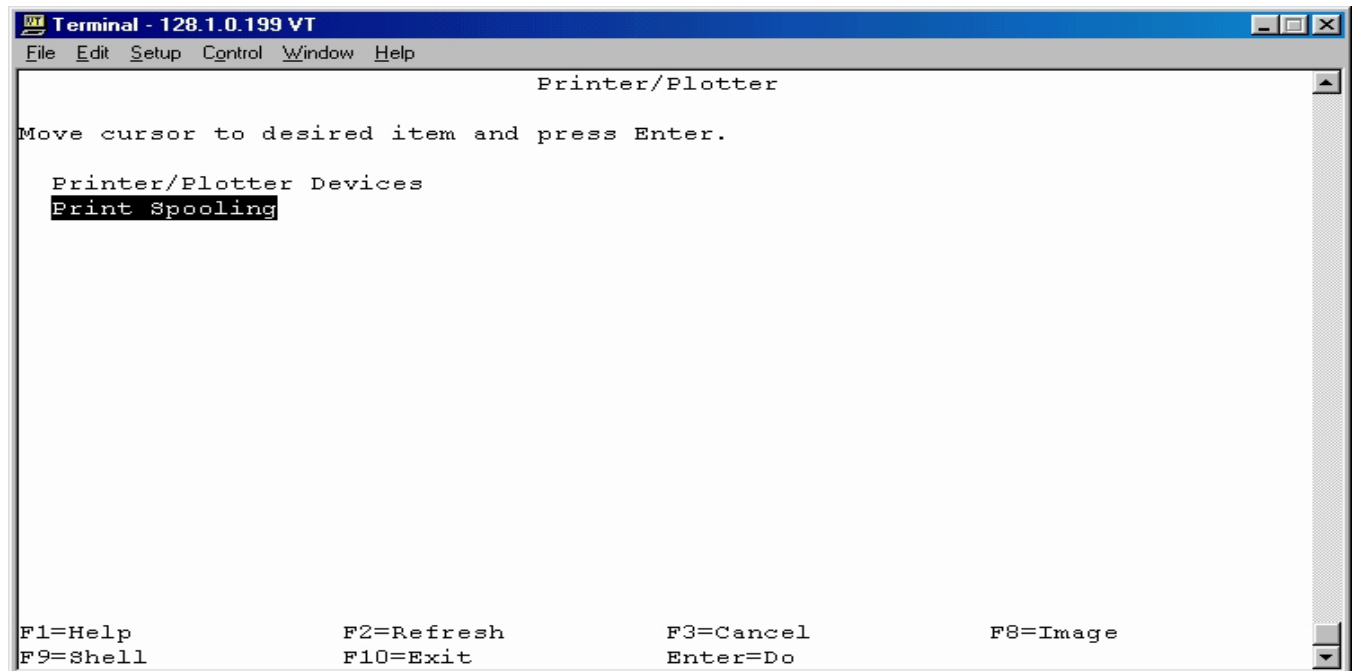 Terminal - 128.1.0.199 VT
File Edit Setup Control Window Help
Printer/Plotter
Move cursor to desired item and press Enter.
Printer/Plotter Devices
Print Spooling
F1=Help F2=Refresh F3=Cancel F8=Image
F9=Shell F10=Exit Enter=Do